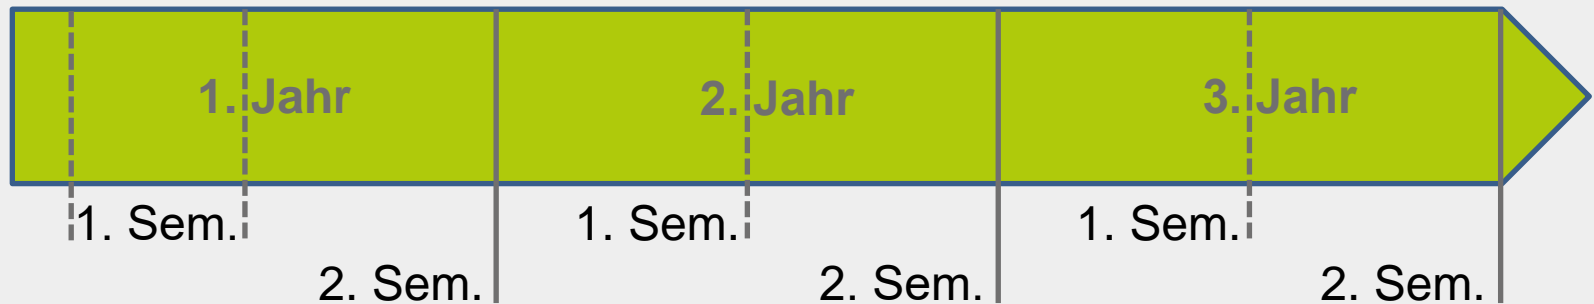 1. Jahr 2. Jahr 3. Jahr
1. Sem. 1. Sem. 1. Sem.
2. Sem. 2. Sem. 2. Sem.